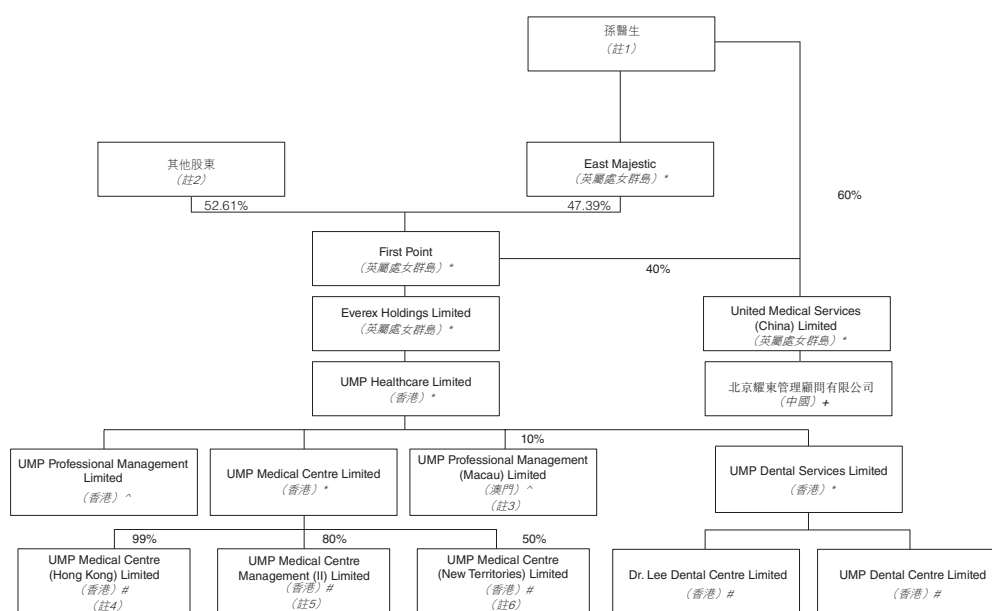 孫醫生
（註1）
其他股東
（註2）
East Majestic
（英屬處女群島）*
52.61%
47.39%
60%
First Point
（英屬處女群島）*
40%
Everex Holdings Limited
（英屬處女群島）*
United Medical Services
(China) Limited
（英屬處女群島）*
UMP Healthcare Limited
（香港）*
北京耀東管理顧問有限公司
（中國）+
10%
UMP Professional Management
Limited
（香港）^
UMP Medical Centre Limited
（香港）*
UMP Professional Management
(Macau) Limited
（澳門）^
（註3）
UMP Dental Services Limited
（香港）*
99%
80%
50%
UMP Medical Centre
(Hong Kong) Limited
（香港）#
（註4）
UMP Medical Centre
Management (II) Limited
（香港）#
（註5）
UMP Medical Centre
(New Territories) Limited
（香港）#
（註6）
Dr. Lee Dental Centre Limited
（香港）#
UMP Dental Centre Limited
（香港）#